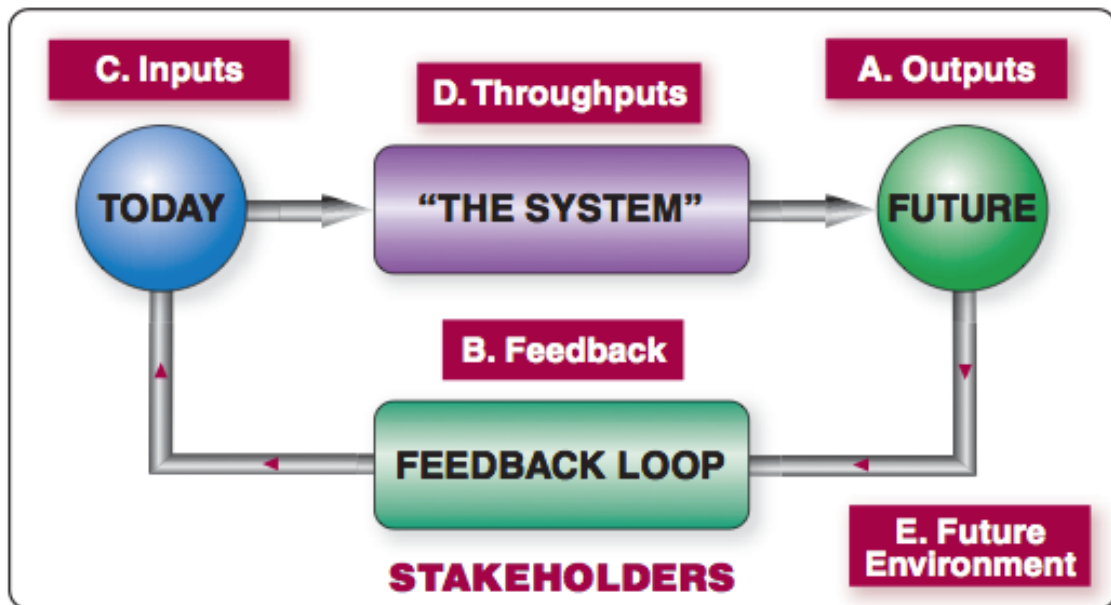 C. Inputs
D. Throughputs
A. Outputs
TODAY
“THE SYSTEM”
FUTURE
B. Feedback
FEEDBACK LOOP
E. Future
Environment
STAKEHOLDERS